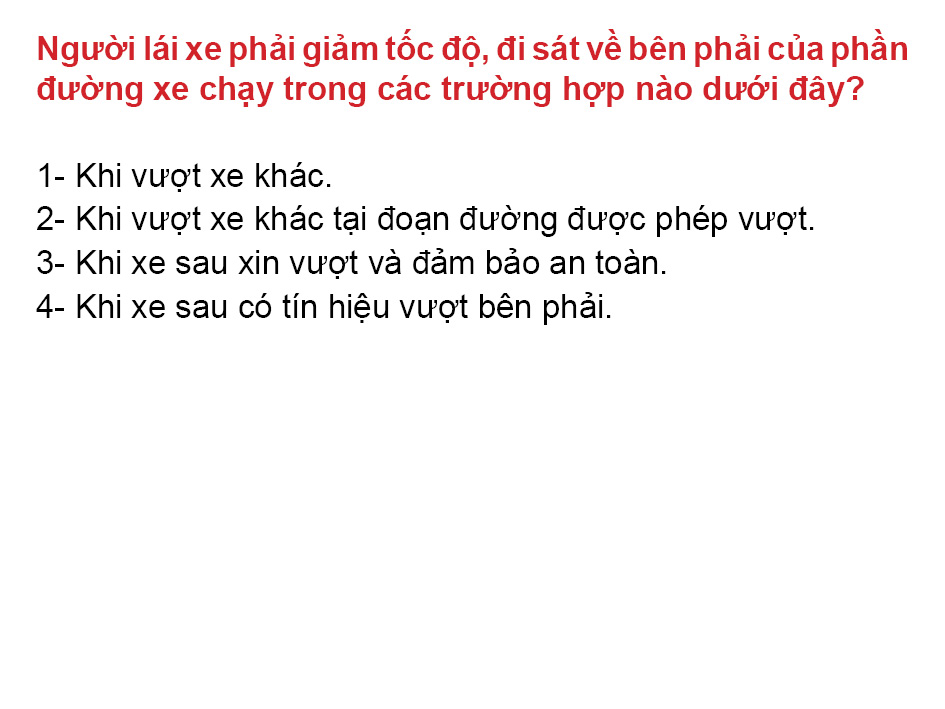 Người lái xe phải giảm tốc độ, đi sát về bên phải của phần
đường xe chạy trong các trường hợp nào dưới đây?
1- Khi vượt xe khác.
2- Khi vượt xe khác tại đoạn đường được phép vượt.
3- Khi xe sau xin vượt và đảm bảo an toàn.
4- Khi xe sau có tín hiệu vượt bên phải.